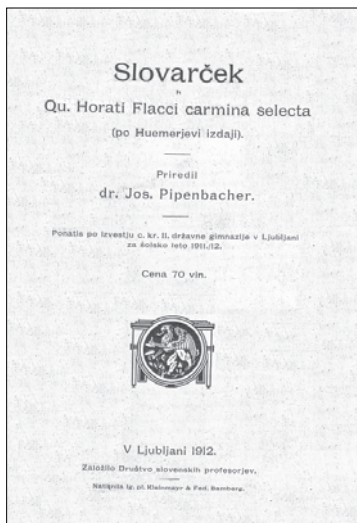 Slovarček
h
Qu. Horati Flacci carmina selecta
(po Huemerjevi izdaji).
Priredil
dr. Jos. Pipenbacher.
Ponatis po izvestju c. kr. II. državne gimnazije v Ljubljani
za šolsko leto 1911./12.
Cena 70 vin.
V Ljubljani 1912.
Založilo Društvo slovenskih profesorjev.
Natisnila Ig. pl. Kleinmayr & Fed. Bamberg.